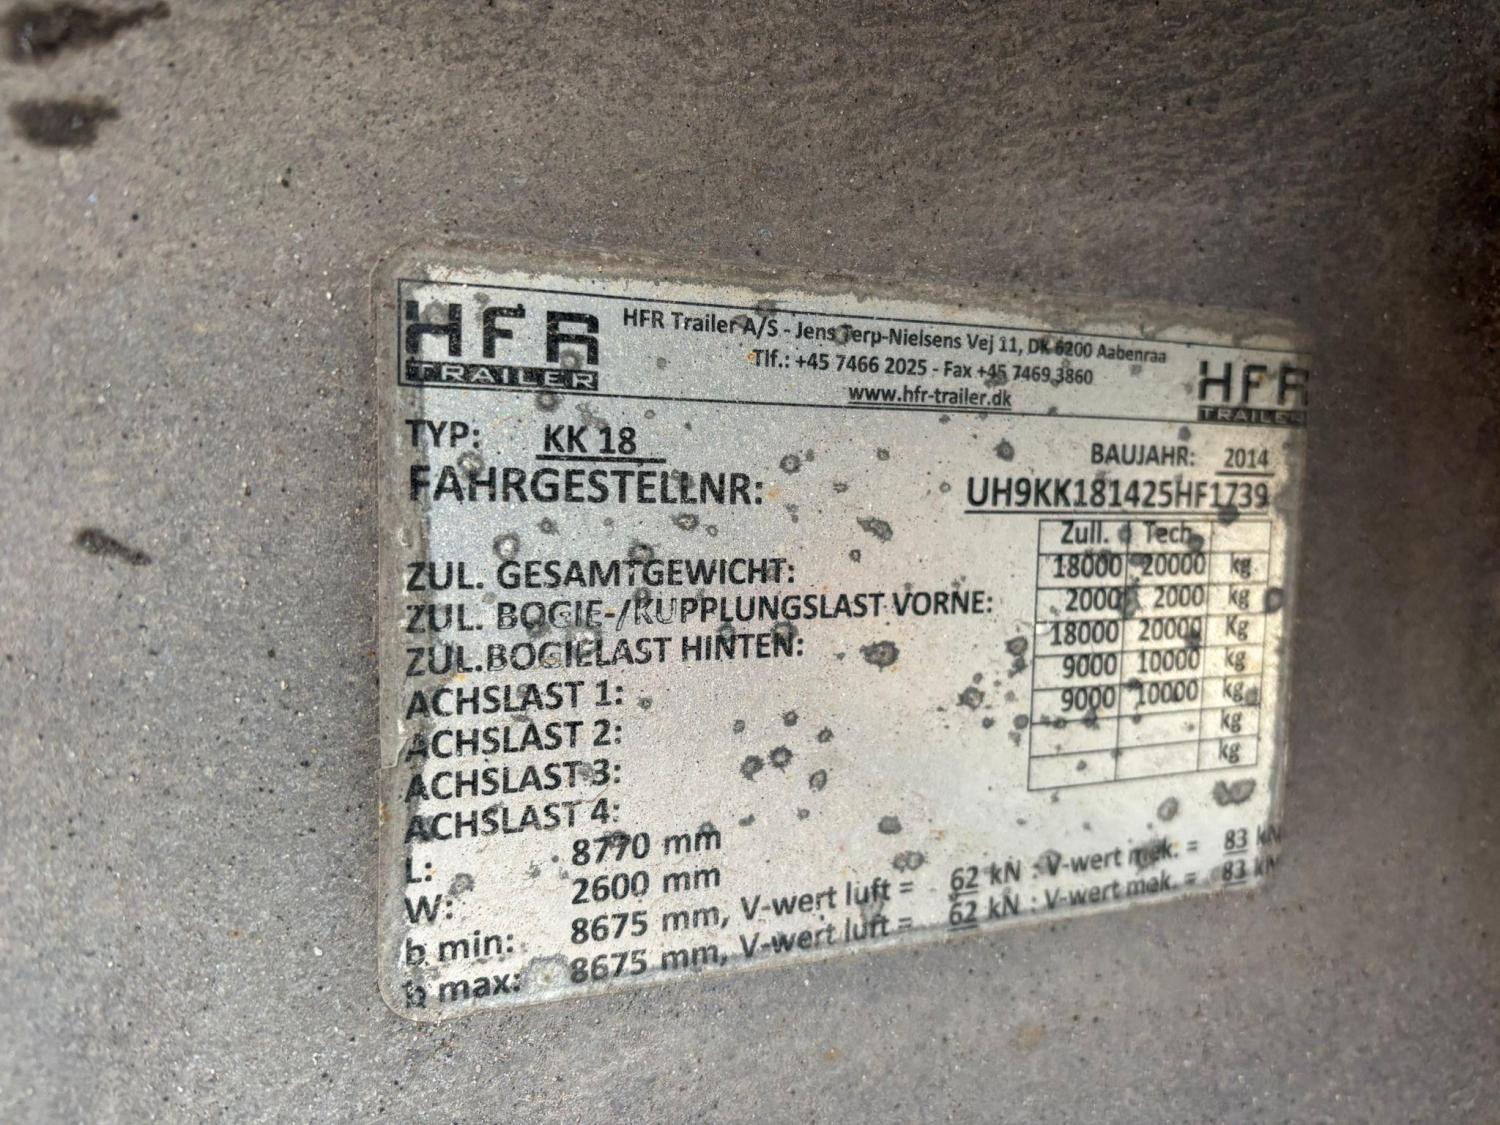 HFR
TRAILER
HFR Trailer A/S - Jens Terp-Nielsens Vej 11, DK 6200 Aabenraa
Tlf.: +45 7466 2025 - Fax +45 7469 3860
www.hfr-trailer.dk
HFR
TRAILER
TYP: KK 18
BAUJAHR: 2014
FAHRGESTELLNR: UH9KK181425HF1739
Zull. Tech.
ZUL. GESAMTGEWICHT: 18000 20000 kg
ZUL. BOGIE-/KUPPLUNGSLAST VORNE: 2000 2000 kg
ZUL.BOGIELAST HINTEN: 18000 20000 Kg
ACHSLAST 1: 9000 10000 kg
ACHSLAST 2: 9000 10000 kg
ACHSLAST 3: kg
ACHSLAST 4: kg
L: 8770 mm
W: 2600 mm
b min: 8675 mm, V-wert luft = 62 kN : V-wert mek. = 83 kN
b max: 8675 mm, V-wert luft = 62 kN : V-wert mek. = 83 kN